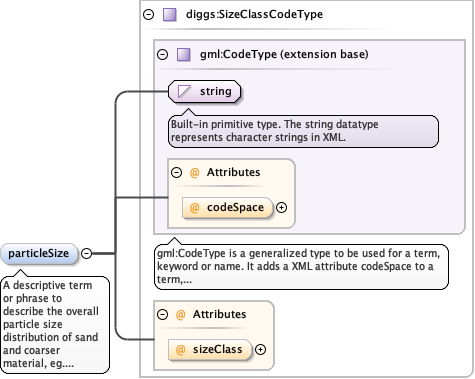 diggs:SizeClassCodeType
gml:CodeType (extension base)
string
Built-in primitive type. The string datatype
represents character strings in XML.
@ Attributes
@ codeSpace
gml:CodeType is a generalized type to be used for a term,
keyword or name. It adds a XML attribute codeSpace to a
term,...
particleSize
A descriptive term
or phrase to
describe the overall
particle size
distribution of sand
and coarser
material, eg....
@ Attributes
@ sizeClass